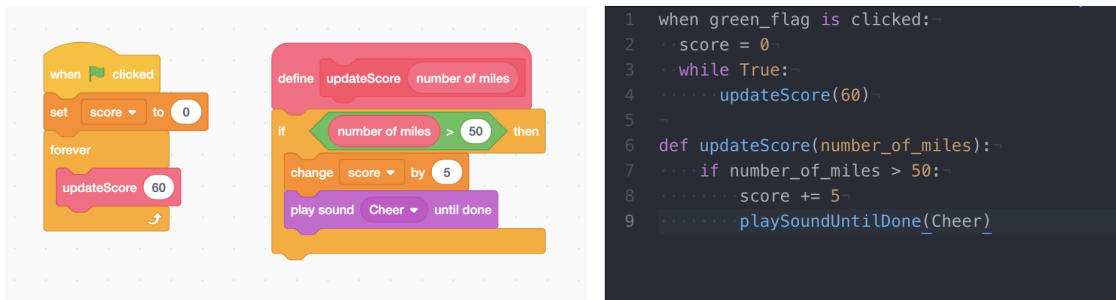 when clicked
set score to 0
forever
updateScore 60
define updateScore number of miles
if number of miles > 50 then
change score by 5
play sound Cheer until done
1 when green_flag is clicked:
2 score = 0
3 while True:
4 updateScore(60)
5
6 def updateScore(number_of_miles):
7 if number_of_miles > 50:
8 score += 5
9 playSoundUntilDone(Cheer)